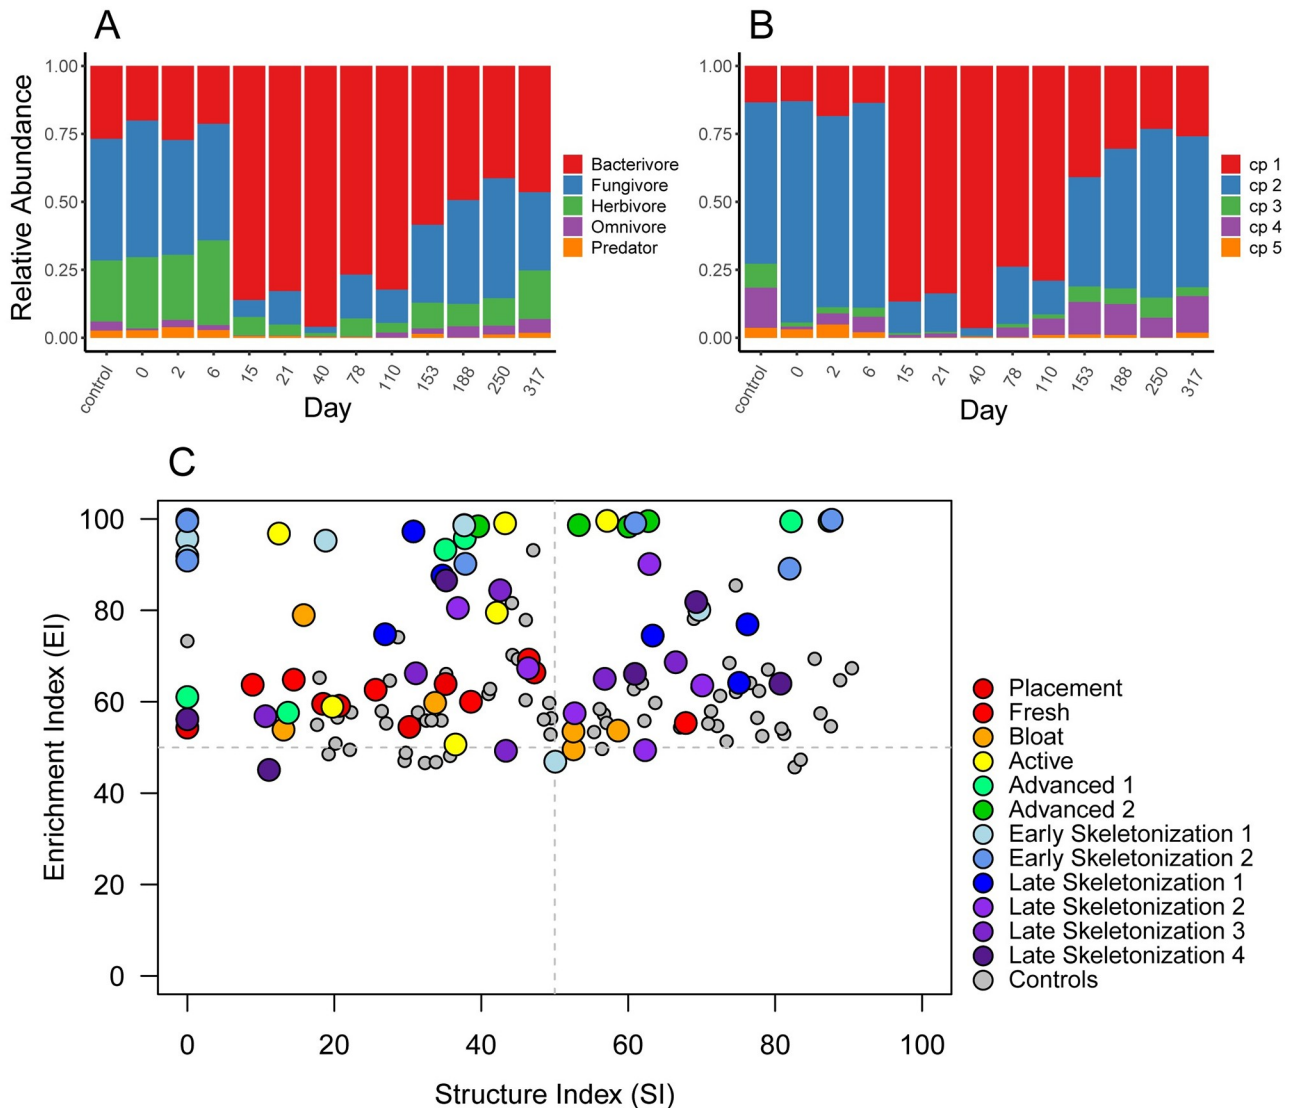 A
Relative Abundance
1.00
0.75
0.50
0.25
0.00
control 0 2 6 15 21 40 78 110 153 188 250 317
Day
Bacterivore
Fungivore
Herbivore
Omnivore
Predator
B
1.00
0.75
0.50
0.25
0.00
control 0 2 6 15 21 40 78 110 153 188 250 317
Day
cp 1
cp 2
cp 3
cp 4
cp 5
C
Enrichment Index (EI)
100
80
60
40
20
0
0 20 40 60 80 100
Structure Index (SI)
Placement
Fresh
Bloat
Active
Advanced 1
Advanced 2
Early Skeletonization 1
Early Skeletonization 2
Late Skeletonization 1
Late Skeletonization 2
Late Skeletonization 3
Late Skeletonization 4
Controls